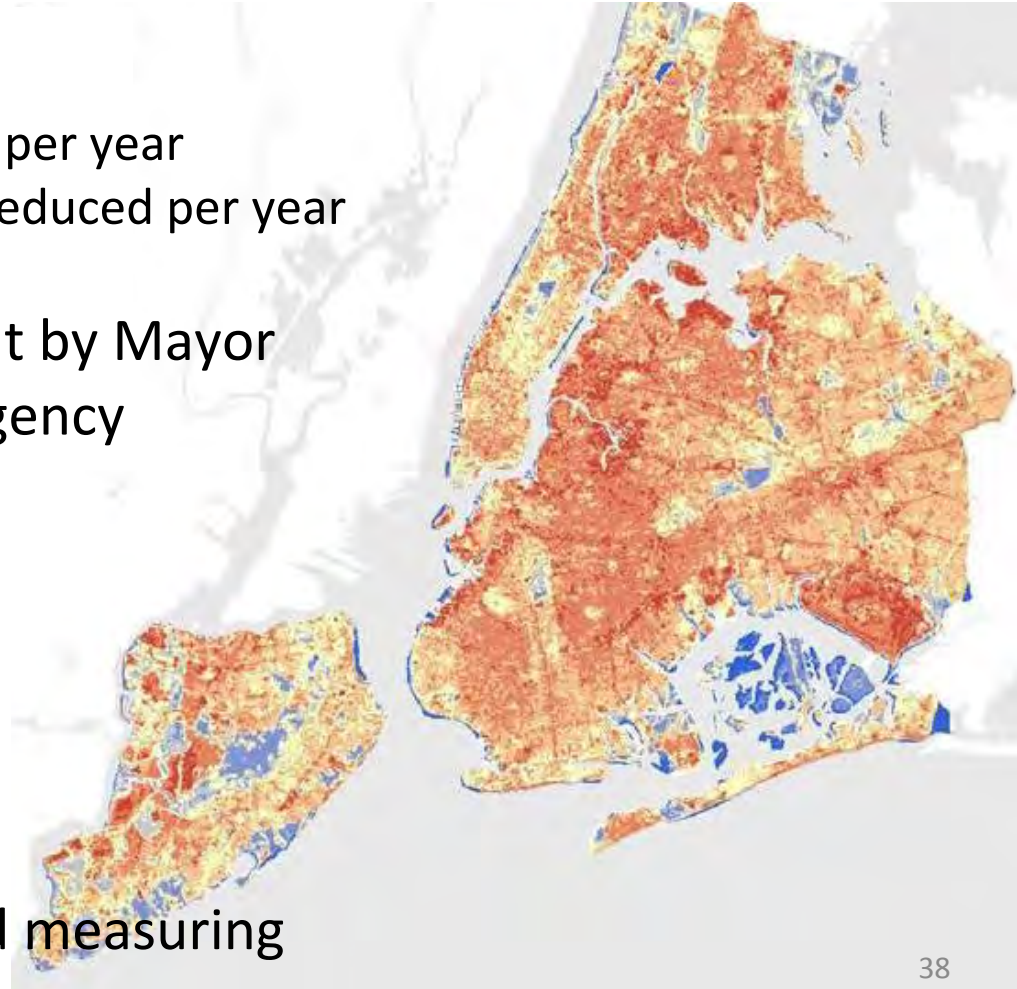 per year
educed per year
t by Mayor
gency
d measuring
38